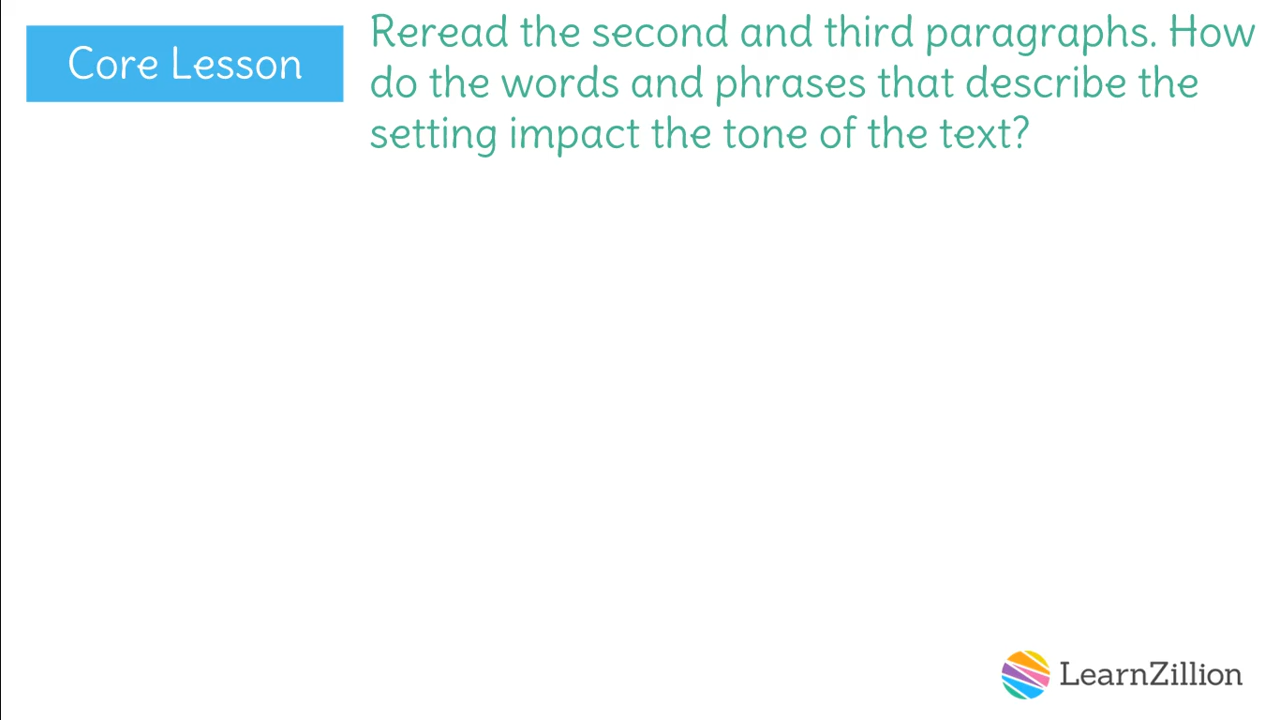 Core Lesson
Reread the second and third paragraphs. How
do the words and phrases that describe the
setting impact the tone of the text?
LearnZillion